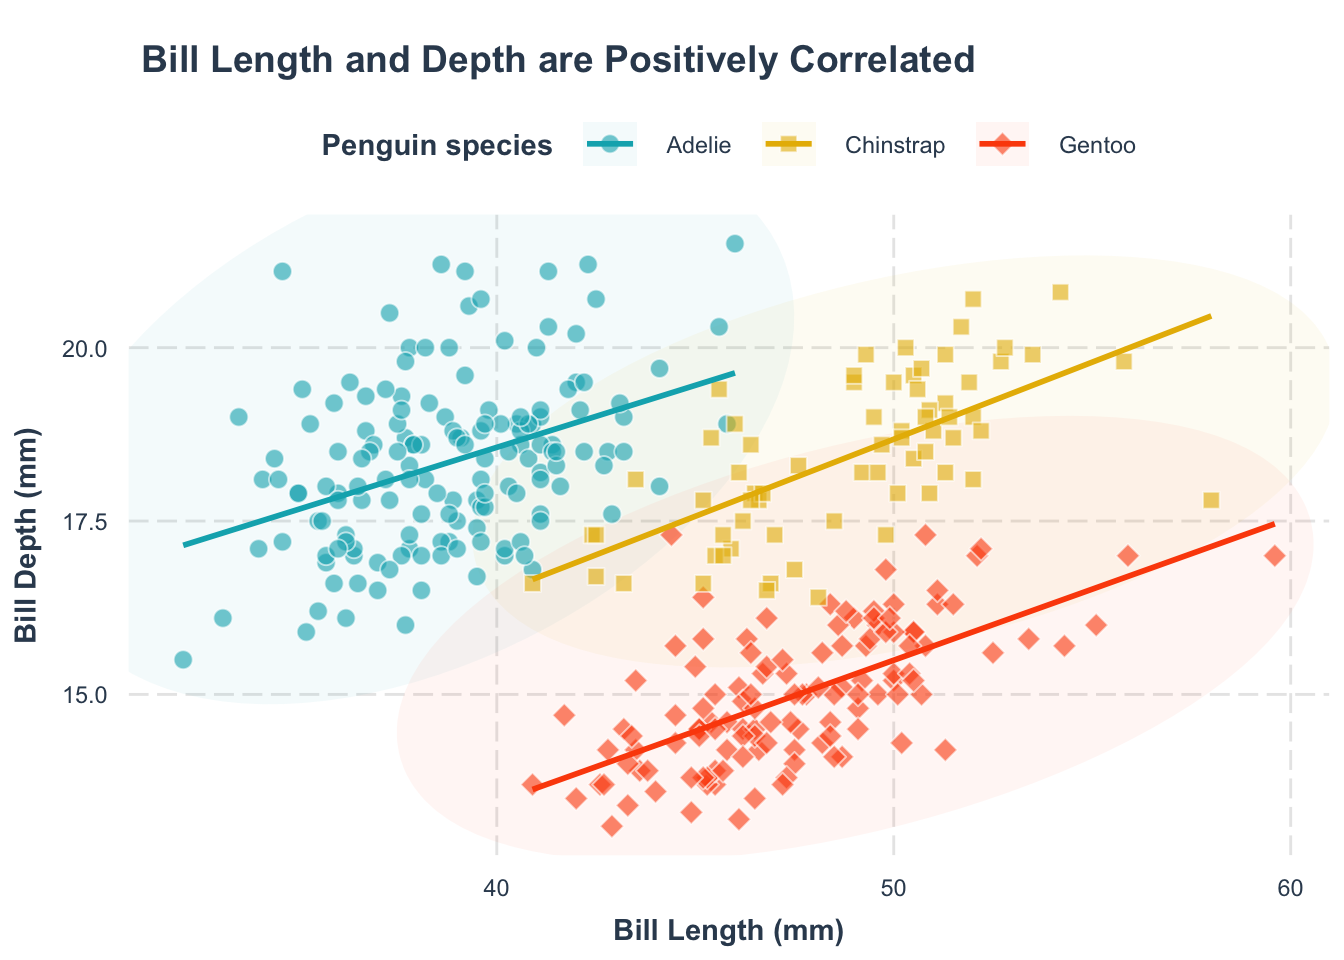 Bill Length and Depth are Positively Correlated
Penguin species Adelie Chinstrap Gentoo
20.0
17.5
15.0
Bill Depth (mm)
40 50 60
Bill Length (mm)